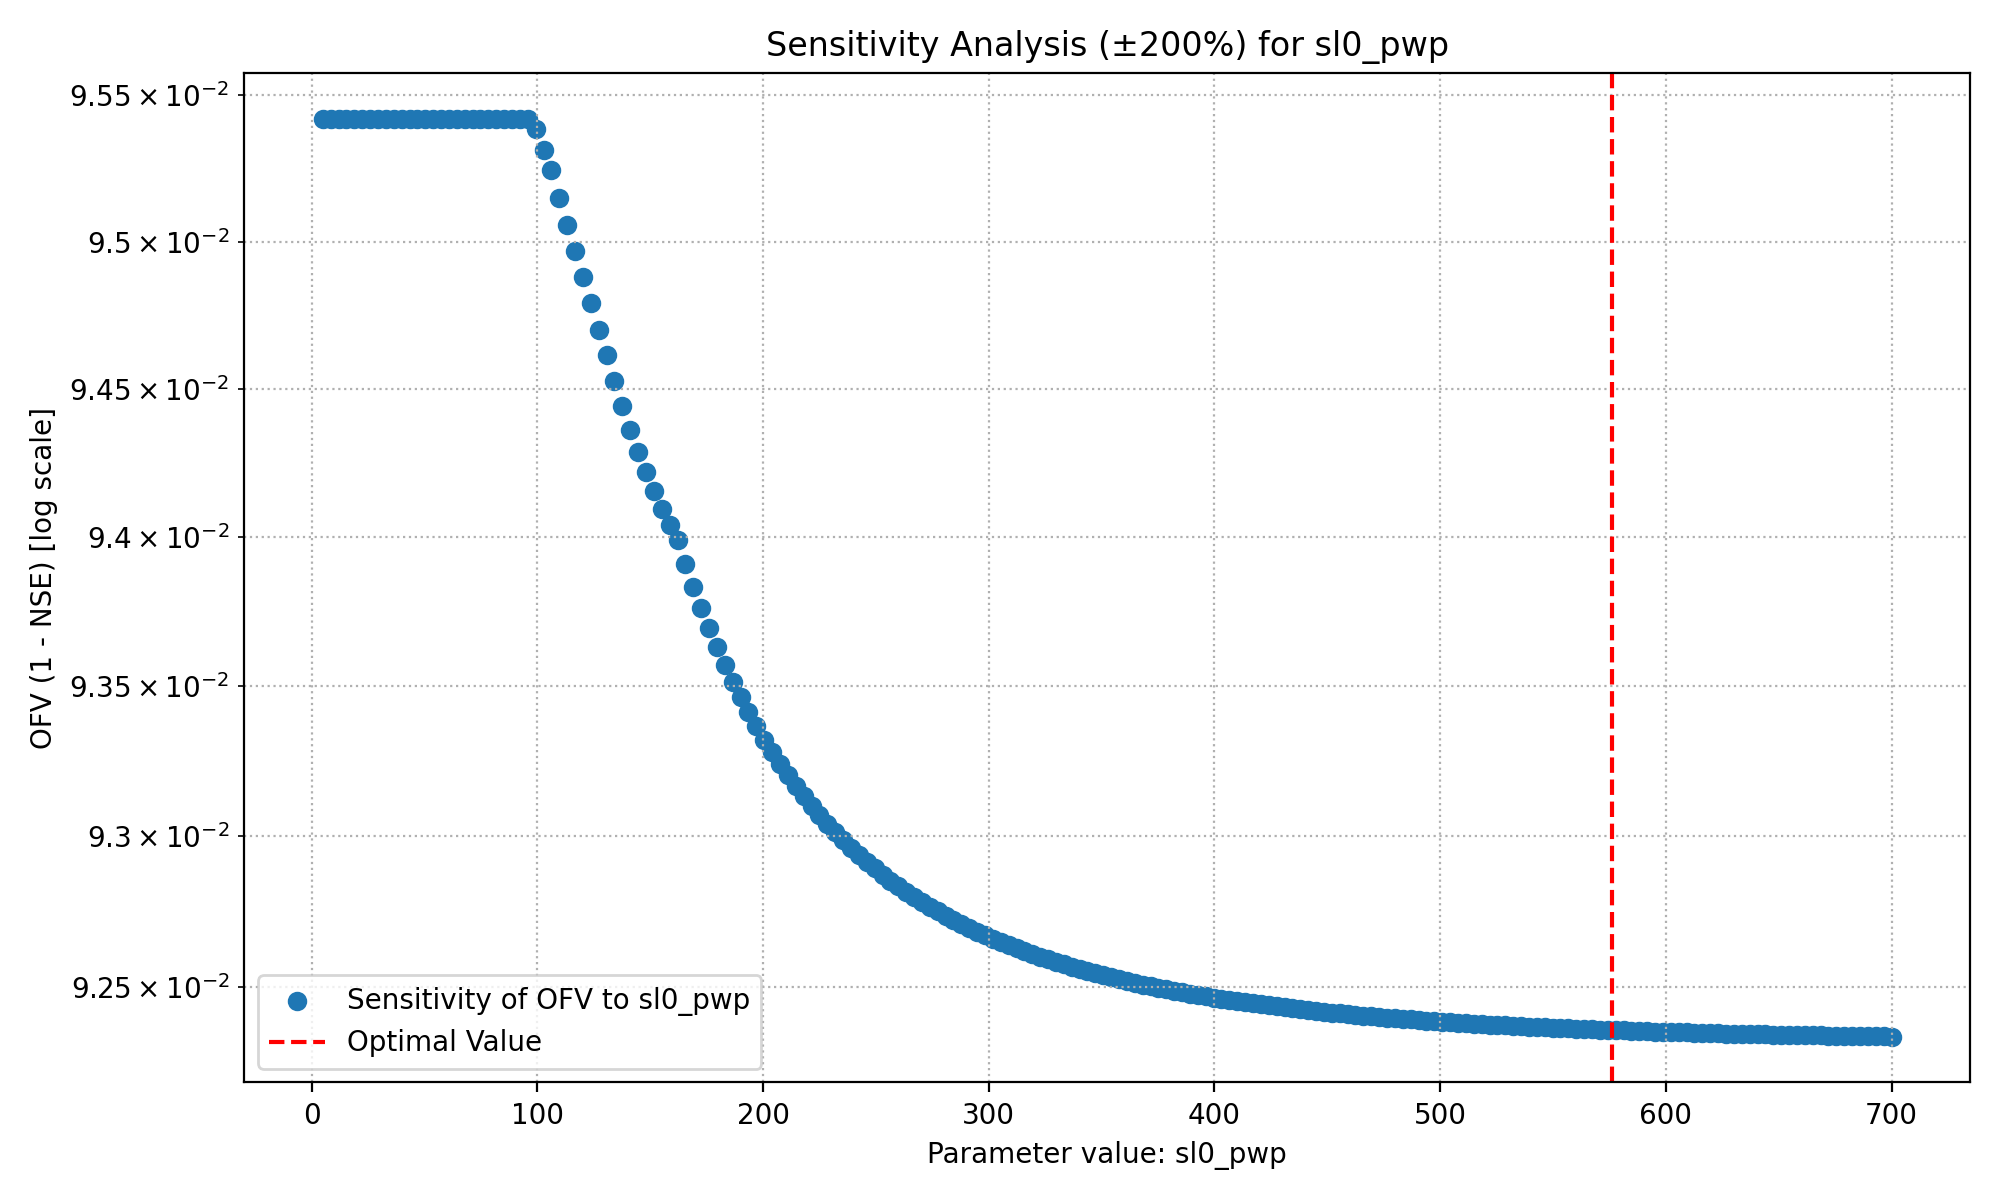 Sensitivity Analysis (±200%) for sl0_pwp
OFV (1 - NSE) [log scale]
9.55 × 10⁻²
9.5 × 10⁻²
9.45 × 10⁻²
9.4 × 10⁻²
9.35 × 10⁻²
9.3 × 10⁻²
9.25 × 10⁻²
Sensitivity of OFV to sl0_pwp
Optimal Value
0 100 200 300 400 500 600 700
Parameter value: sl0_pwp